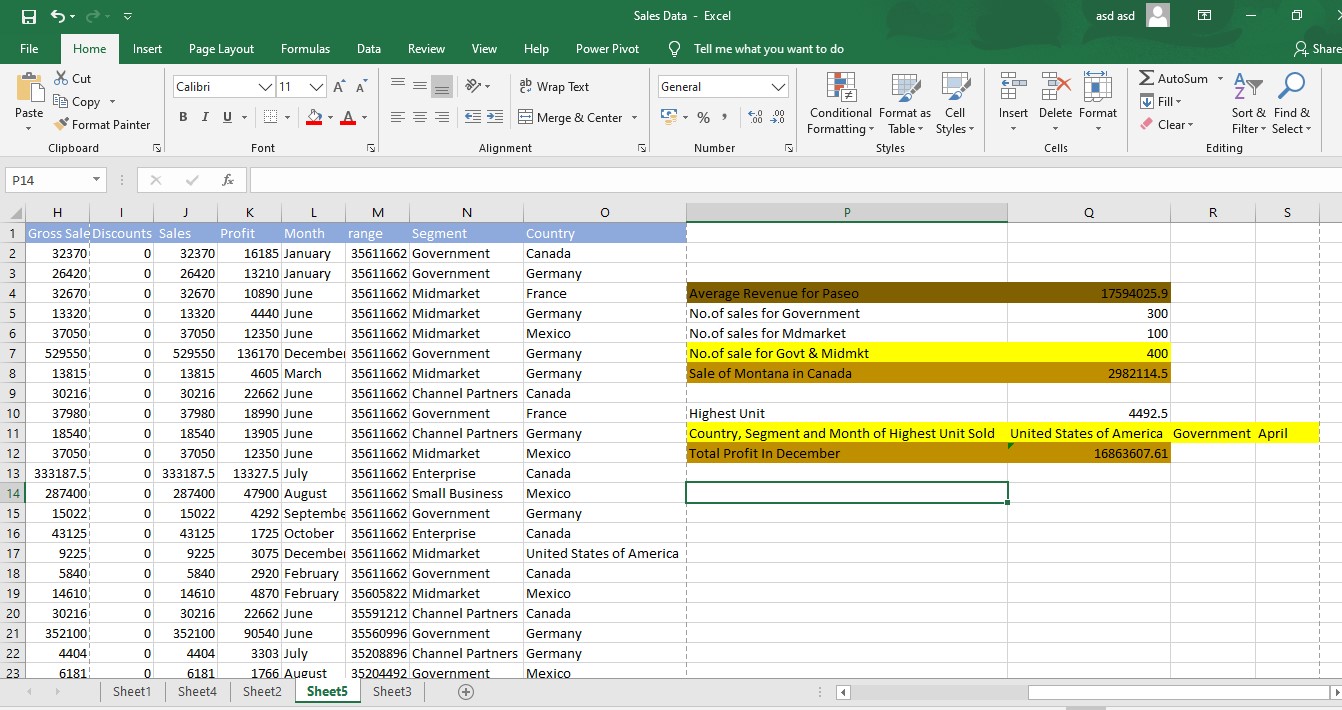 Sales Data - Excel
asd asd
File Home Insert Page Layout Formulas Data Review View Help Power Pivot Tell me what you want to do Share
Paste
Cut
Copy
Format Painter
Clipboard
Calibri 11 A A
B I U A
Font
ab Wrap Text
Merge & Center
Alignment
General
% , .00 .0
Number
Conditional Formatting
Format as Table
Cell Styles
Styles
Insert Delete Format
Cells
AutoSum
Fill
Clear
Sort & Filter
Find & Select
Editing
P14 fx
H I J K L M N O P Q R S
1 Gross Sale Discounts Sales Profit Month range Segment Country
2 32370 0 32370 16185 January 35611662 Government Canada
3 26420 0 26420 13210 January 35611662 Government Germany
4 32670 0 32670 10890 June 35611662 Midmarket France Average Revenue for Paseo 17594025.9
5 13320 0 13320 4440 June 35611662 Midmarket Germany No.of sales for Government 300
6 37050 0 37050 12350 June 35611662 Midmarket Mexico No.of sales for Mdmarket 100
7 529550 0 529550 136170 December 35611662 Government Germany No.of sale for Govt & Midmkt 400
8 13815 0 13815 4605 March 35611662 Midmarket Germany Sale of Montana in Canada 2982114.5
9 30216 0 30216 22662 June 35611662 Channel Partners Canada
10 37980 0 37980 18990 June 35611662 Government France Highest Unit 4492.5
11 18540 0 18540 13905 June 35611662 Channel Partners Germany Country, Segment and Month of Highest Unit Sold United States of America Government April
12 37050 0 37050 12350 June 35611662 Midmarket Mexico Total Profit In December 16863607.61
13 333187.5 0 333187.5 13327.5 July 35611662 Enterprise Canada
14 287400 0 287400 47900 August 35611662 Small Business Mexico
15 15022 0 15022 4292 Septembe 35611662 Government Germany
16 43125 0 43125 1725 October 35611662 Enterprise Canada
17 9225 0 9225 3075 December 35611662 Midmarket United States of America
18 5840 0 5840 2920 February 35611662 Government Canada
19 14610 0 14610 4870 February 35605822 Midmarket Mexico
20 30216 0 30216 22662 June 35591212 Channel Partners Canada
21 352100 0 352100 90540 June 35560996 Government Germany
22 4404 0 4404 3303 July 35208896 Channel Partners Germany
23 6181 0 6181 1766 August 35204492 Government Mexico
Sheet1 Sheet4 Sheet2 Sheet5 Sheet3